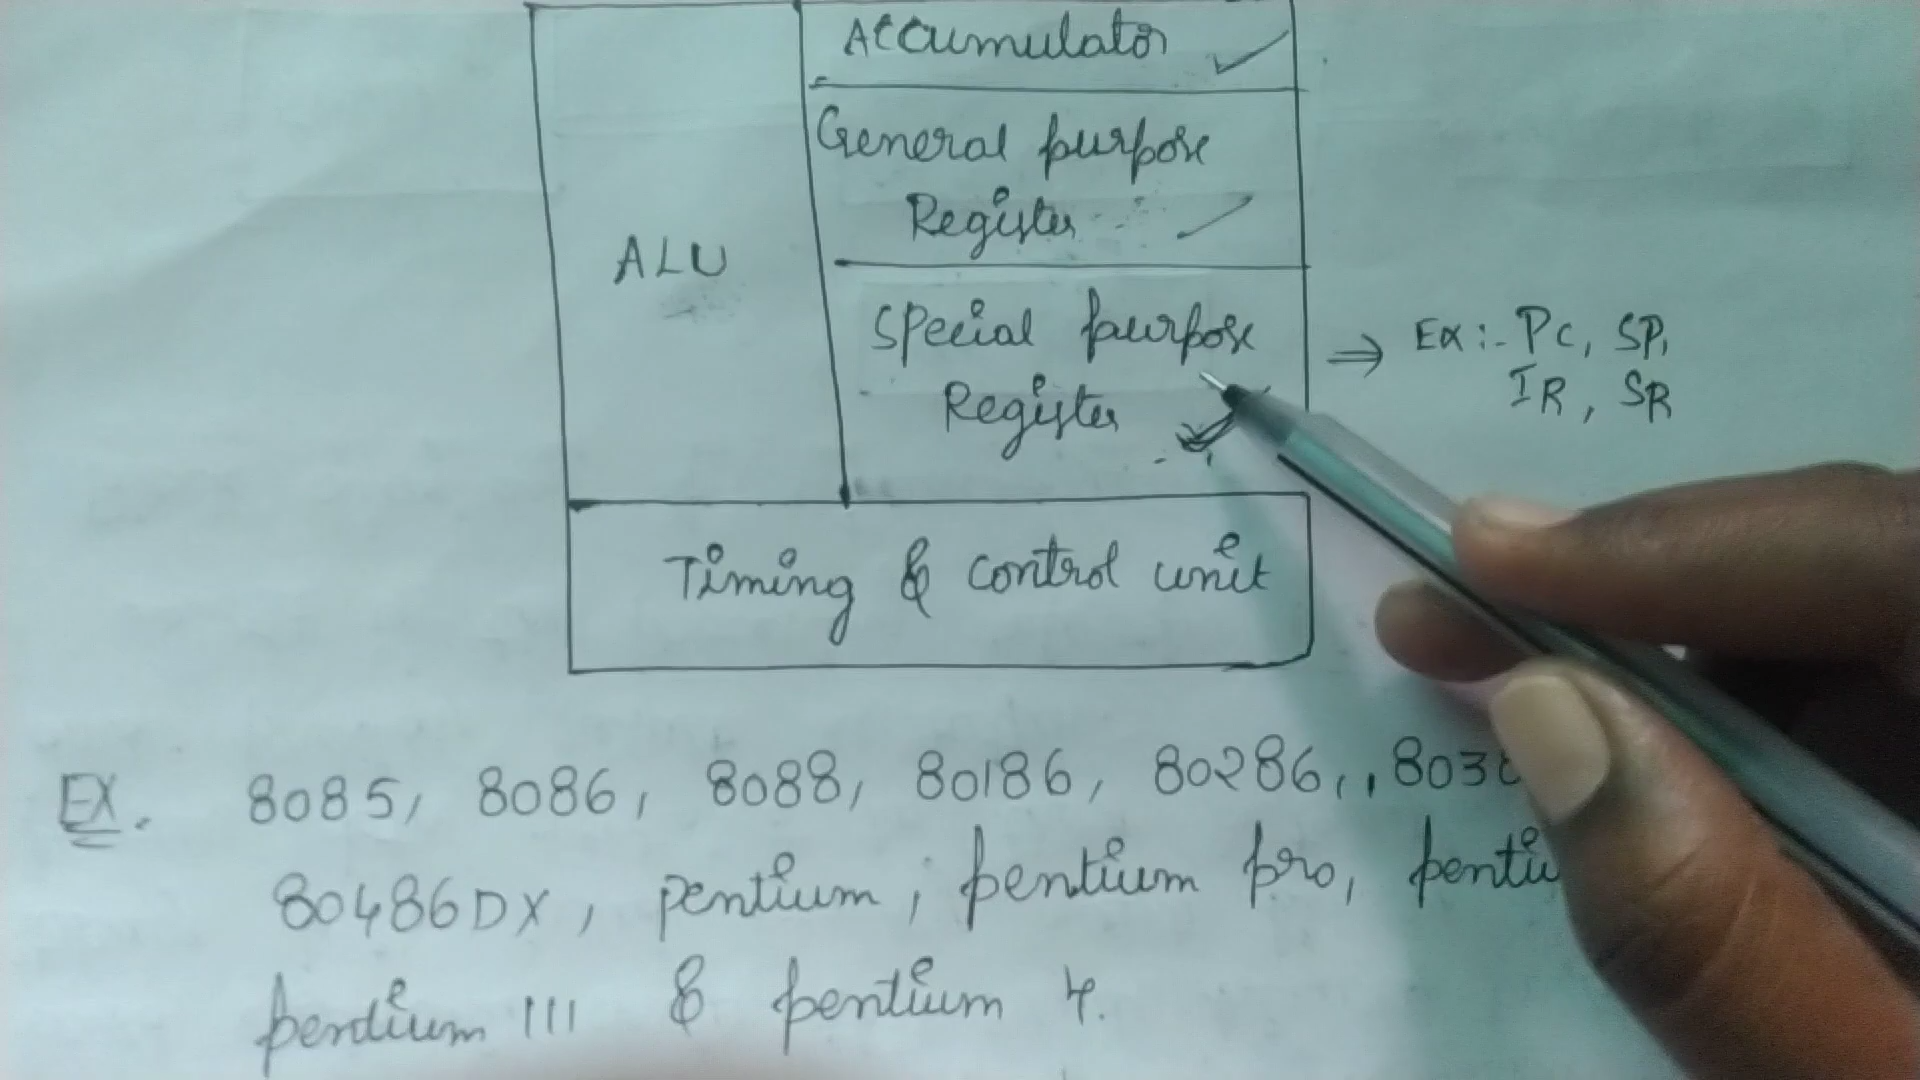 Accumulator
General purpose
Register
ALU
Special purpose
Register
⇒ Ex:- PC, SP,
IR, SR
Timing & control unit
EX. 8085, 8086, 8088, 80186, 80286,
80486DX, pentium, pentium pro,
pentium III & pentium 4.